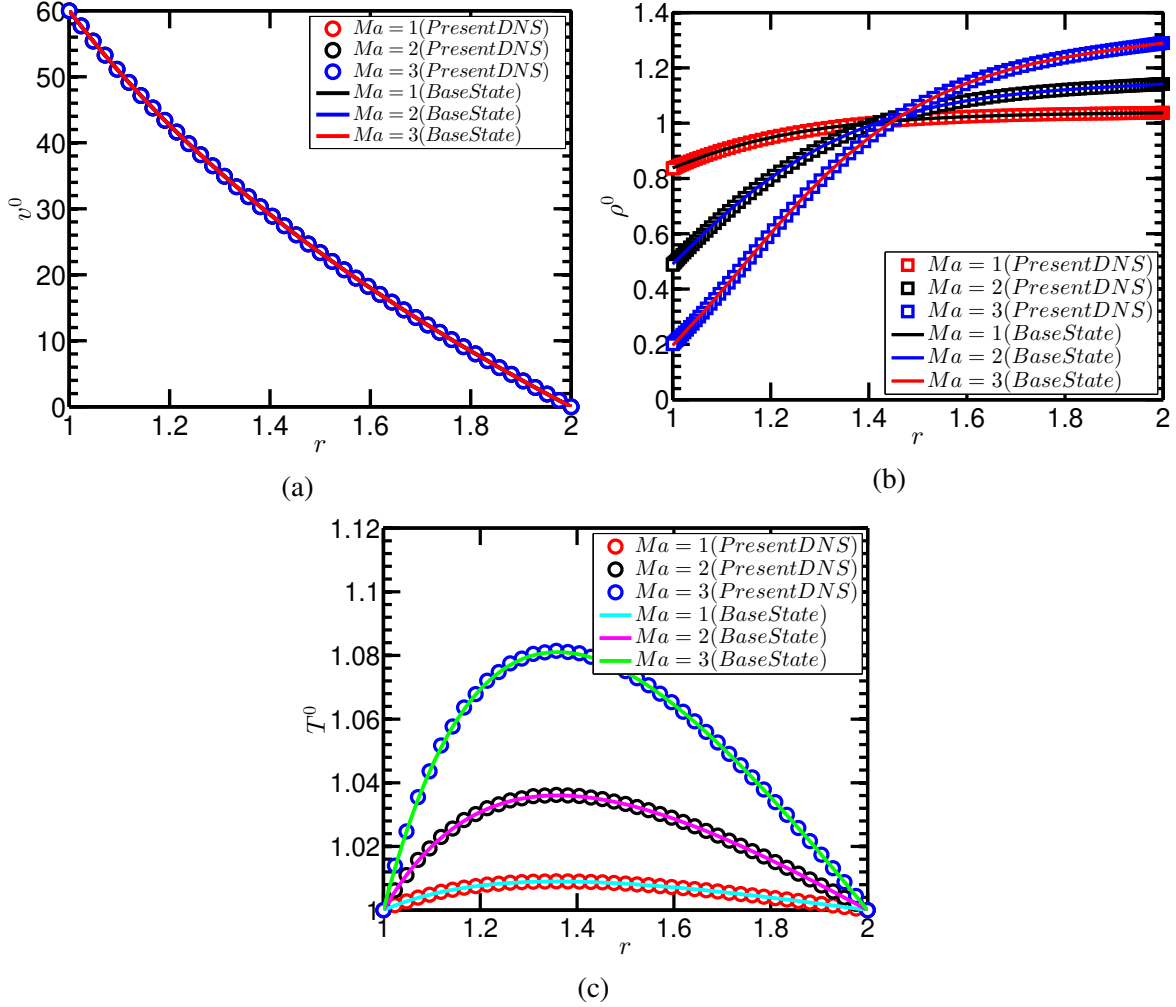 60
50
40
30
20
10
0
v⁰
1
1.2
1.4
1.6
1.8
2
r
Ma = 1(PresentDNS)
Ma = 2(PresentDNS)
Ma = 3(PresentDNS)
Ma = 1(BaseState)
Ma = 2(BaseState)
Ma = 3(BaseState)
(a)
1.4
1.2
1
0.8
0.6
0.4
0.2
0
ρ⁰
1
1.2
1.4
1.6
1.8
2
r
Ma = 1(PresentDNS)
Ma = 2(PresentDNS)
Ma = 3(PresentDNS)
Ma = 1(BaseState)
Ma = 2(BaseState)
Ma = 3(BaseState)
(b)
1.12
1.1
1.08
1.06
1.04
1.02
1
T⁰
1
1.2
1.4
1.6
1.8
2
r
Ma = 1(PresentDNS)
Ma = 2(PresentDNS)
Ma = 3(PresentDNS)
Ma = 1(BaseState)
Ma = 2(BaseState)
Ma = 3(BaseState)
(c)